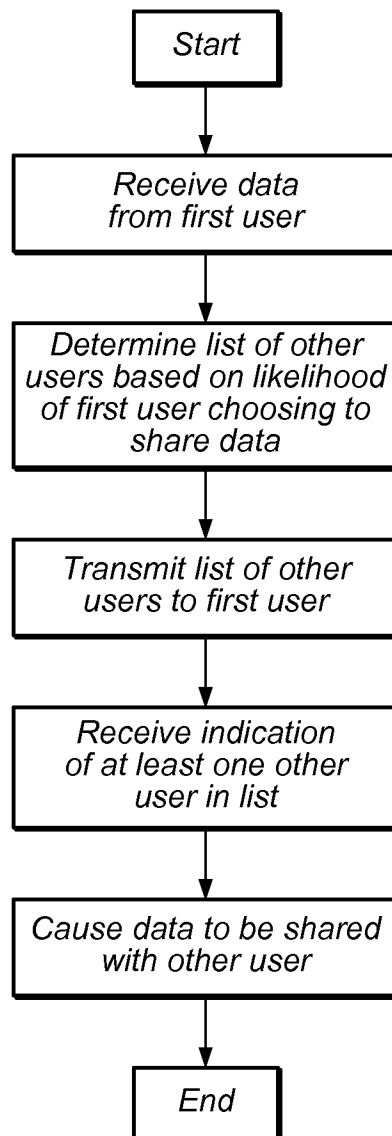 Start
Receive data
from first user
Determine list of other
users based on likelihood
of first user choosing to
share data
Transmit list of other
users to first user
Receive indication
of at least one other
user in list
Cause data to be shared
with other user
End